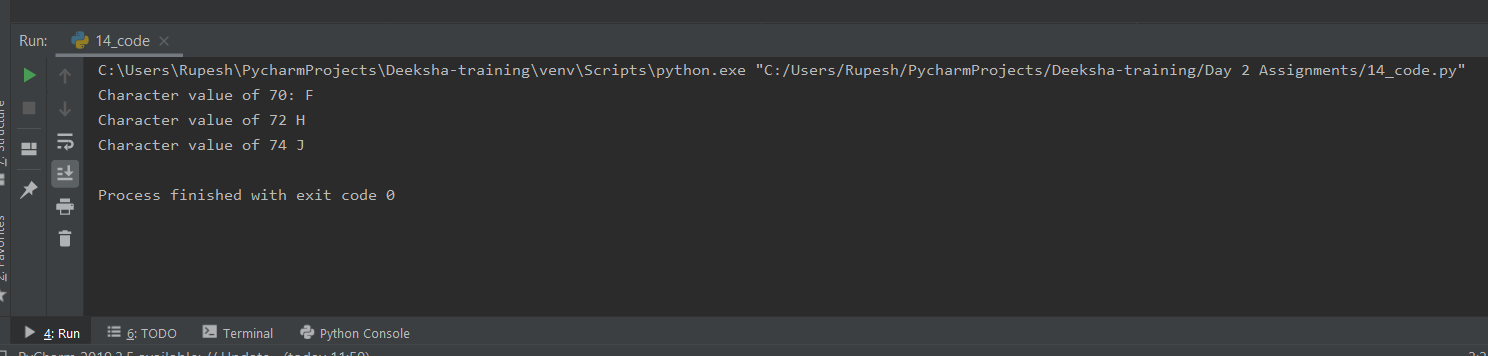 Run: 14_code
C:\Users\Rupesh\PycharmProjects\Deeksha-training\venv\Scripts\python.exe "C:/Users/Rupesh/PycharmProjects/Deeksha-training/Day 2 Assignments/14_code.py"
Character value of 70: F
Character value of 72 H
Character value of 74 J
Process finished with exit code 0
Z: Structure
2: Favorites
4: Run 6: TODO Terminal Python Console